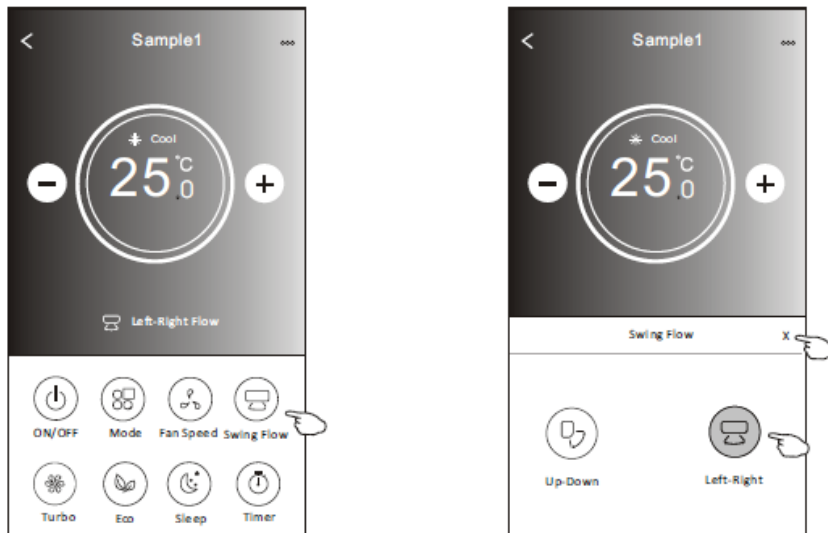 Sample1
Cool
25.0°C
Left-Right Flow
ON/OFF Mode Fan Speed Swing Flow
Turbo Eco Sleep Timer
Sample1
Cool
25.0°C
Swing Flow X
Up-Down Left-Right